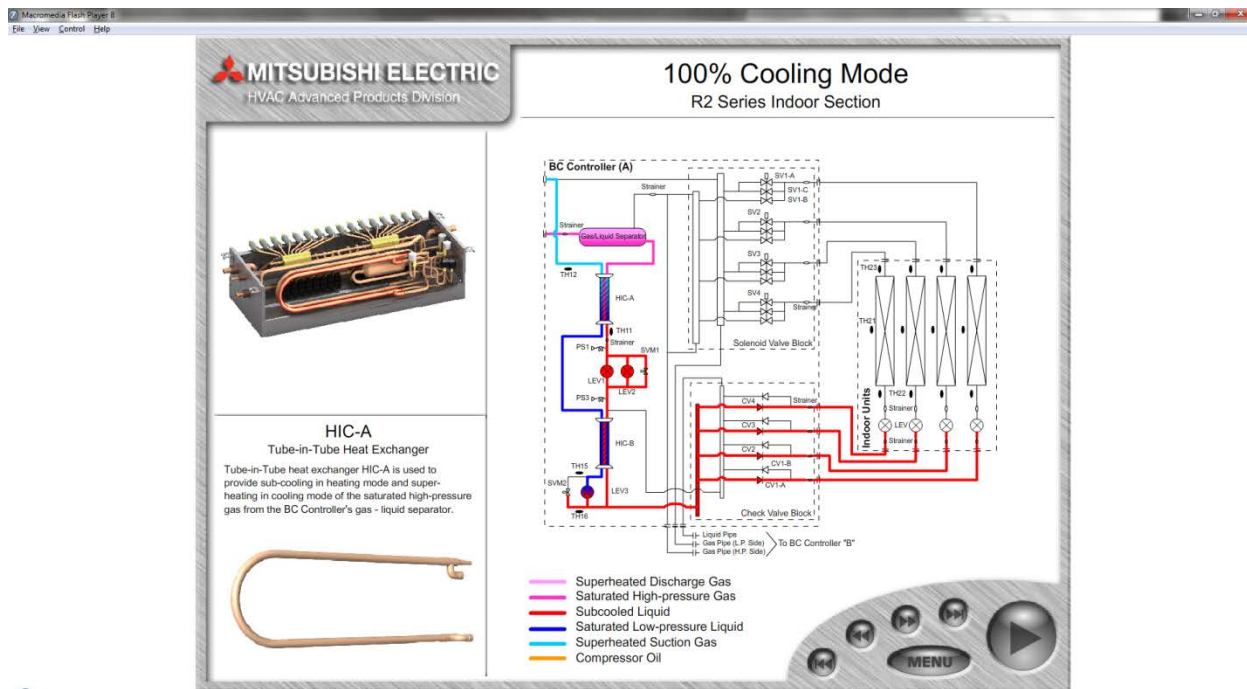 Macromedia Flash Player 8
File View Control Help
MITSUBISHI ELECTRIC
HVAC Advanced Products Division
100% Cooling Mode
R2 Series Indoor Section
BC Controller (A)
Strainer
SV1-A
SV1-C
SV1-B
Strainer
Gas/Liquid Separator
SV2
TH12
SV3
TH23
HIC-A
SV4
Strainer
TH11
Strainer
TH21
PS1
SVM1
Solenoid Valve Block
LEV1
LEV2
PS3
CV4
Strainer
TH22
Strainer
CV3
LEV
Indoor Units
HIC-B
CV2
Strainer
TH15
CV1-B
SVM2
LEV3
CV1-A
TH16
Check Valve Block
Liquid Pipe
Gas Pipe (L.P. Side)
To BC Controller "B"
Gas Pipe (H.P. Side)
HIC-A
Tube-in-Tube Heat Exchanger
Tube-in-Tube heat exchanger HIC-A is used to
provide sub-cooling in heating mode and super-
heating in cooling mode of the saturated high-pressure
gas from the BC Controller's gas - liquid separator.
Superheated Discharge Gas
Saturated High-pressure Gas
Subcooled Liquid
Saturated Low-pressure Liquid
Superheated Suction Gas
Compressor Oil
MENU